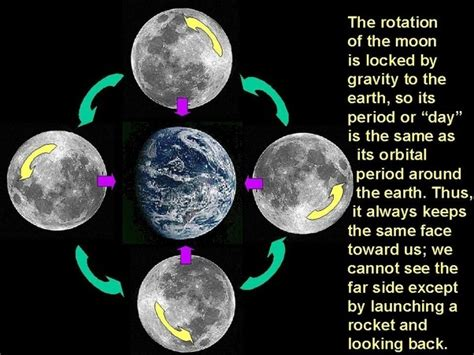 The rotation
of the moon
is locked by
gravity to the
earth, so its
period or “day”
is the same as
its orbital
period around
the earth. Thus,
it always keeps
the same face
toward us; we
cannot see the
far side except
by launching a
rocket and
looking back.